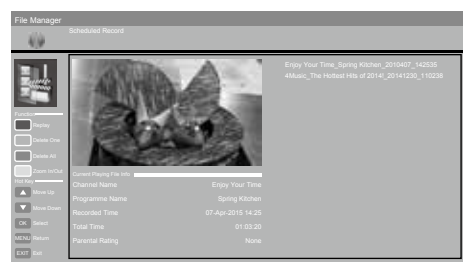 File Manager
Scheduled Record
Enjoy Your Time_Spring Kitchen_2010407_142535
4Music_The Hottest Hits of 2014!_20141230_110236
Function
Replay
Delete One
Delete All
Zoom In/Out
Hot Key
Move Up
Move Down
OK Select
MENU Return
EXIT Exit
Current Playing File Info
Channel Name Enjoy Your Time
Programme Name Spring Kitchen
Recorded Time 07-Apr-2015 14:25
Total Time 01:03:20
Parental Rating None